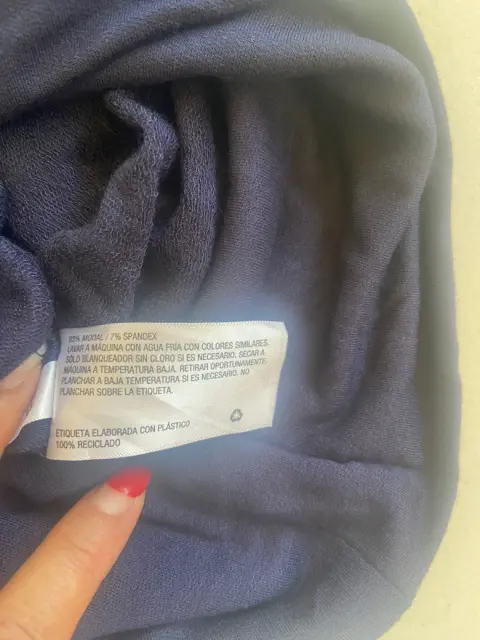 93% MODAL / 7% SPANDEX
LAVAR A MÁQUINA CON AGUA FRÍA CON COLORES SIMILARES.
SÓLO BLANQUEADOR SIN CLORO SI ES NECESARIO. SECAR A
MÁQUINA A TEMPERATURA BAJA. RETIRAR OPORTUNAMENTE.
PLANCHAR A BAJA TEMPERATURA SI ES NECESARIO. NO
PLANCHAR SOBRE LA ETIQUETA.
ETIQUETA ELABORADA CON PLÁSTICO
100% RECICLADO